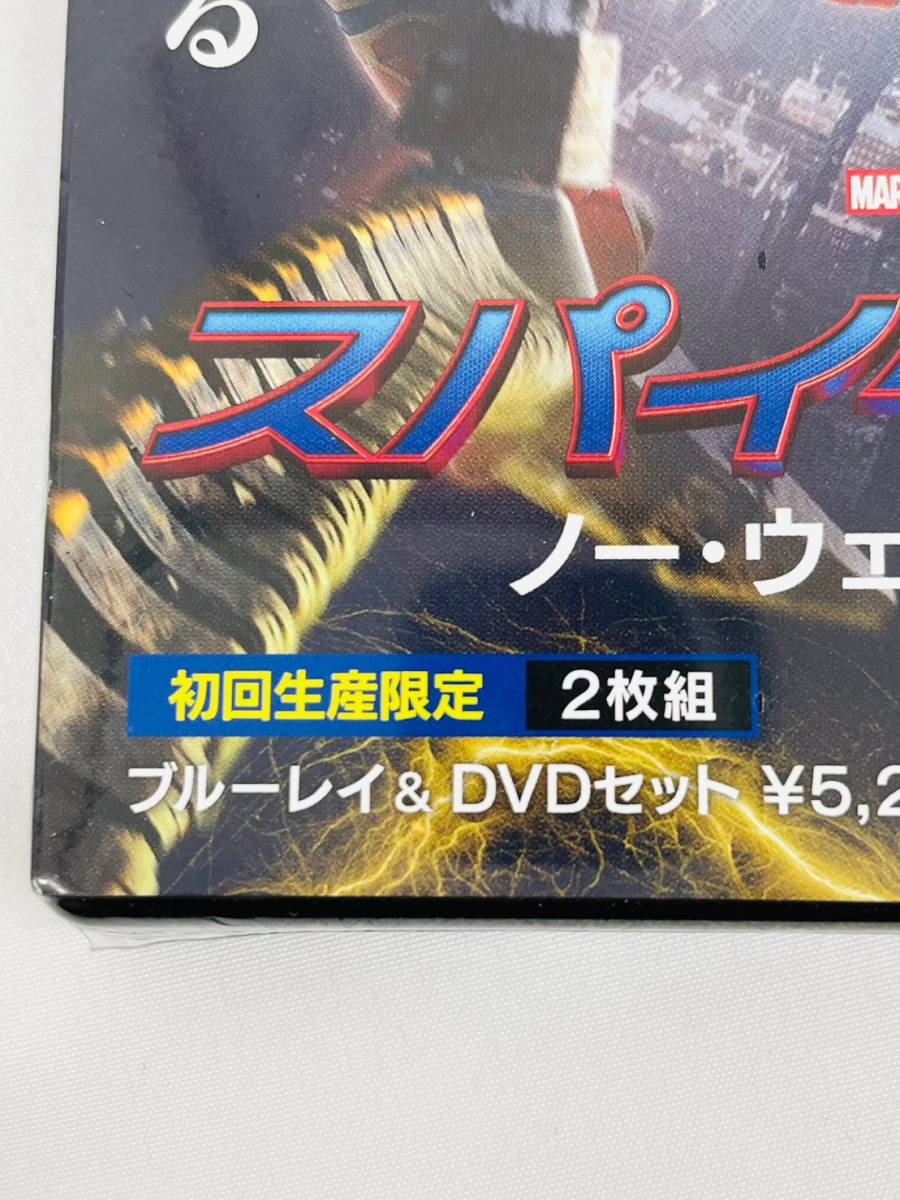 る
MAR
スパイ
ノー・ウェ
初回生産限定 2枚組
ブルーレイ& DVDセット ¥5,2